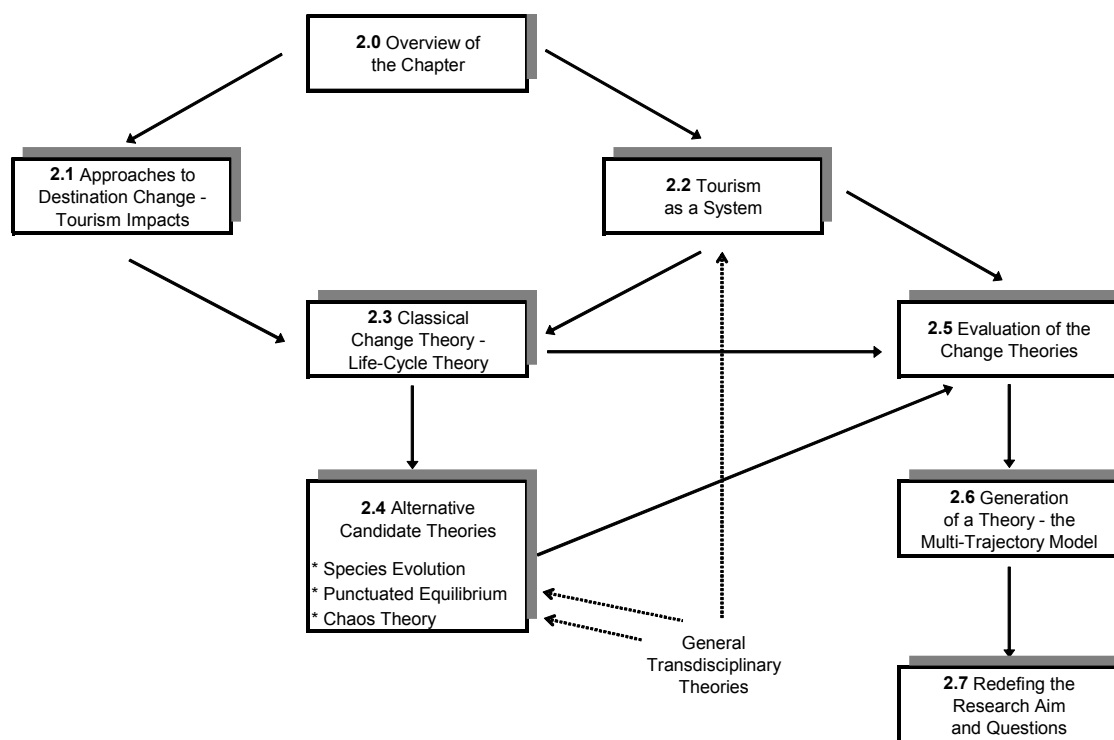 2.0 Overview of
the Chapter
2.1 Approaches to
Destination Change -
Tourism Impacts
2.2 Tourism
as a System
2.3 Classical
Change Theory -
Life-Cycle Theory
2.5 Evaluation of the
Change Theories
2.4 Alternative
Candidate Theories
* Species Evolution
* Punctuated Equilibrium
* Chaos Theory
2.6 Generation
of a Theory - the
Multi-Trajectory Model
General
Transdisciplinary
Theories
2.7 Redefing the
Research Aim
and Questions